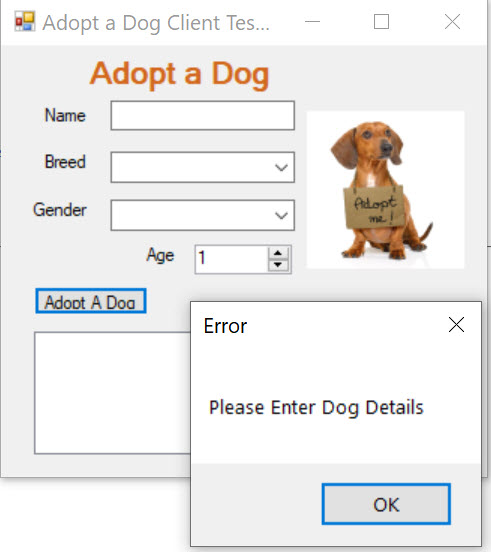 Adopt a Dog Client Tes...
Adopt a Dog
Name
Breed
Gender
Age
1
Adopt
me!
Adopt A Dog
Error
Please Enter Dog Details
OK